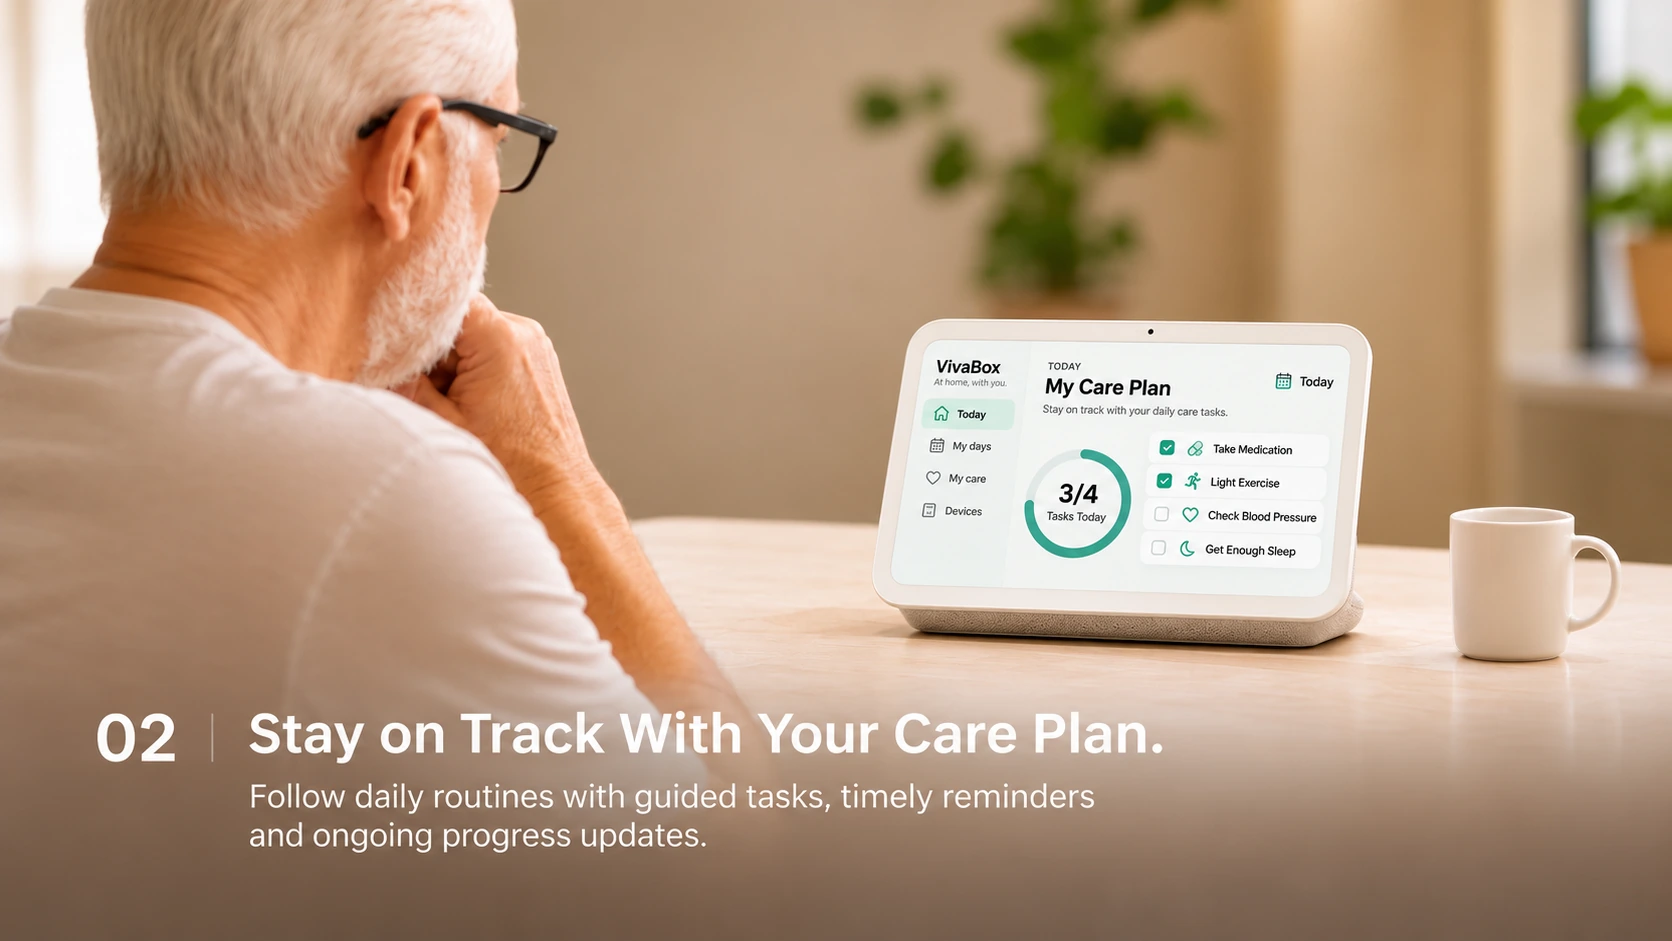 VivaBox
At home, with you.
Today
My days
My care
Devices
TODAY
My Care Plan
Stay on track with your daily care tasks.
Today
3/4
Tasks Today
Take Medication
Light Exercise
Check Blood Pressure
Get Enough Sleep
02
Stay on Track With Your Care Plan.
Follow daily routines with guided tasks, timely reminders
and ongoing progress updates.